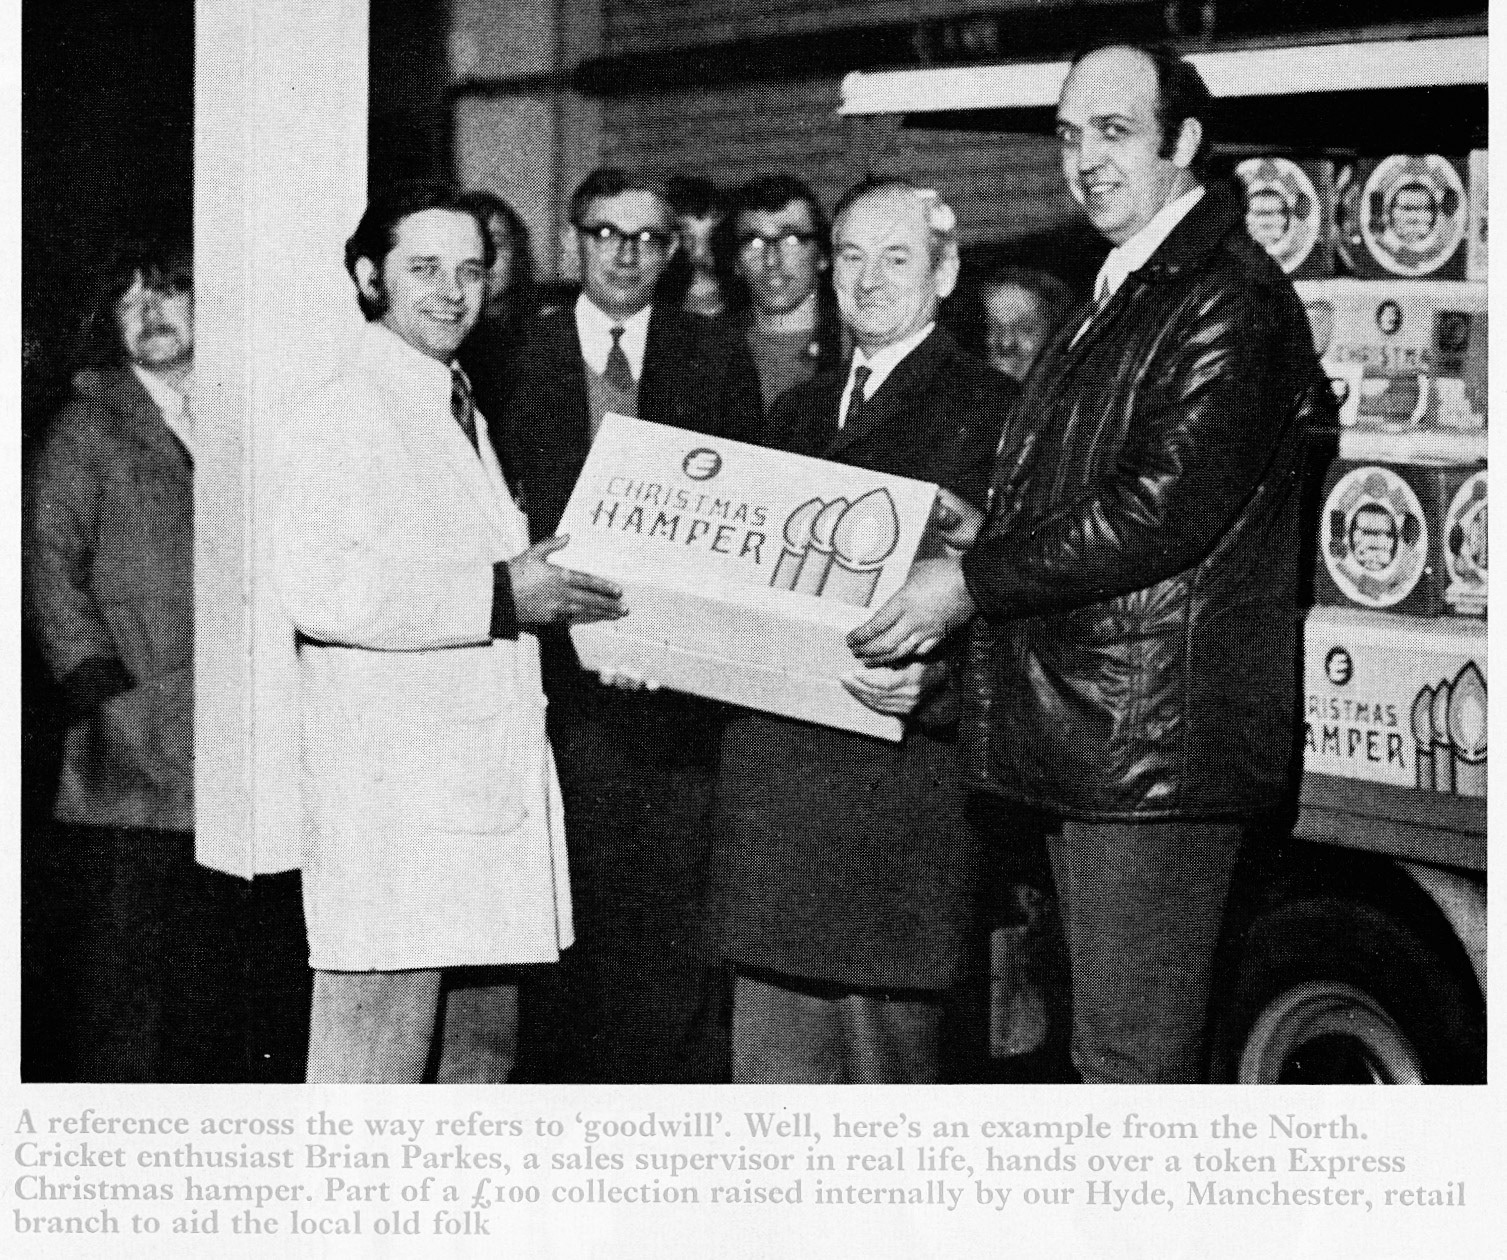 E
CHRISTMAS
HAMPER
E
CHRISTMA
E
RISTMAS
AMPER
A reference across the way refers to ‘goodwill’. Well, here’s an example from the North.
Cricket enthusiast Brian Parkes, a sales supervisor in real life, hands over a token Express
Christmas hamper. Part of a £100 collection raised internally by our Hyde, Manchester, retail
branch to aid the local old folk